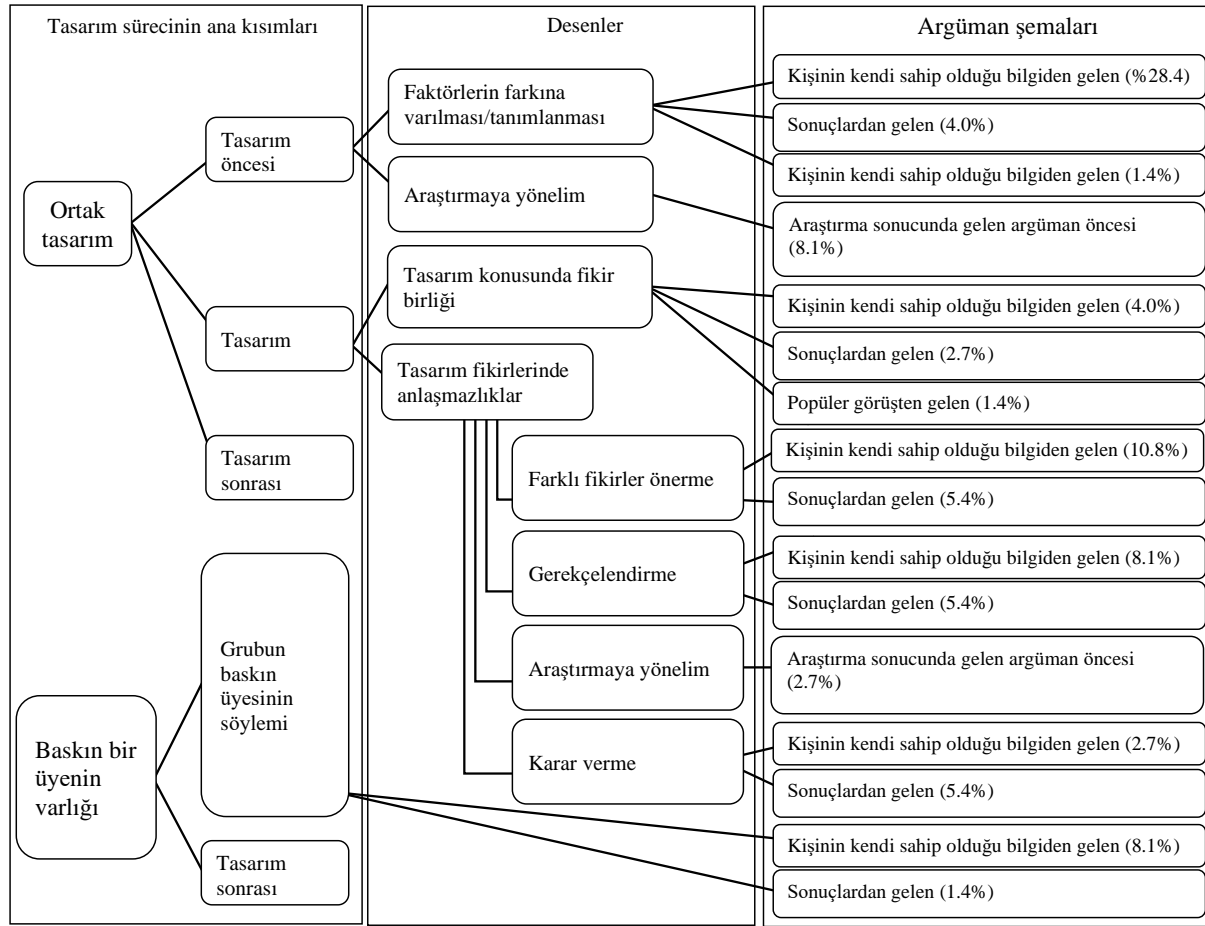 Tasarım sürecinin ana kısımları
Desenler
Argüman şemaları
Ortak
tasarım
Tasarım
öncesi
Tasarım
Tasarım
sonrası
Baskın bir
üyenin
varlığı
Grubun
baskın
üyesinin
söylemi
Tasarım
sonrası
Faktörlerin farkına
varılması/tanımlanması
Araştırmaya yönelim
Tasarım konusunda fikir
birliği
Tasarım fikirlerinde
anlaşmazlıklar
Farklı fikirler önerme
Gerekçelendirme
Araştırmaya yönelim
Karar verme
Kişinin kendi sahip olduğu bilgiden gelen (%28.4)
Sonuçlardan gelen (4.0%)
Kişinin kendi sahip olduğu bilgiden gelen (1.4%)
Araştırma sonucunda gelen argüman öncesi
(8.1%)
Kişinin kendi sahip olduğu bilgiden gelen (4.0%)
Sonuçlardan gelen (2.7%)
Popüler görüşten gelen (1.4%)
Kişinin kendi sahip olduğu bilgiden gelen (10.8%)
Sonuçlardan gelen (5.4%)
Kişinin kendi sahip olduğu bilgiden gelen (8.1%)
Sonuçlardan gelen (5.4%)
Araştırma sonucunda gelen argüman öncesi
(2.7%)
Kişinin kendi sahip olduğu bilgiden gelen (2.7%)
Sonuçlardan gelen (5.4%)
Kişinin kendi sahip olduğu bilgiden gelen (8.1%)
Sonuçlardan gelen (1.4%)